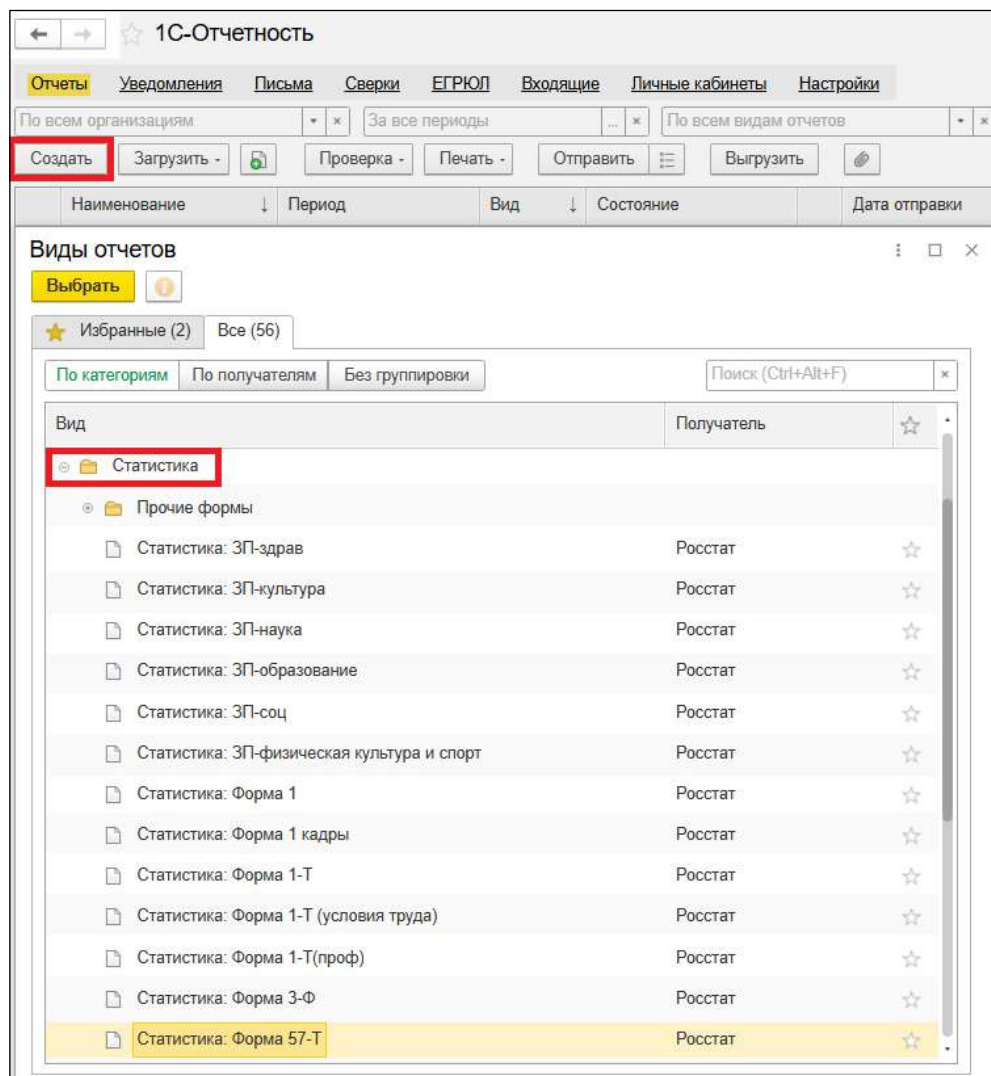 1С-Отчетность
Отчеты Уведомления Письма Сверки ЕГРЮЛ Входящие Личные кабинеты Настройки
По всем организациям За все периоды ... По всем видам отчетов
Создать Загрузить Проверка Печать Отправить Выгрузить
Наименование ↓ Период Вид ↓ Состояние Дата отправки
Виды отчетов
Выбрать
Избранные (2) Все (56)
По категориям По получателям Без группировки Поиск (Ctrl+Alt+F)
Вид Получатель
Статистика
Прочие формы
Статистика: ЗП-здрав Росстат
Статистика: ЗП-культура Росстат
Статистика: ЗП-наука Росстат
Статистика: ЗП-образование Росстат
Статистика: ЗП-соц Росстат
Статистика: ЗП-физическая культура и спорт Росстат
Статистика: Форма 1 Росстат
Статистика: Форма 1 кадры Росстат
Статистика: Форма 1-Т Росстат
Статистика: Форма 1-Т (условия труда) Росстат
Статистика: Форма 1-Т(проф) Росстат
Статистика: Форма 3-Ф Росстат
Статистика: Форма 57-Т Росстат